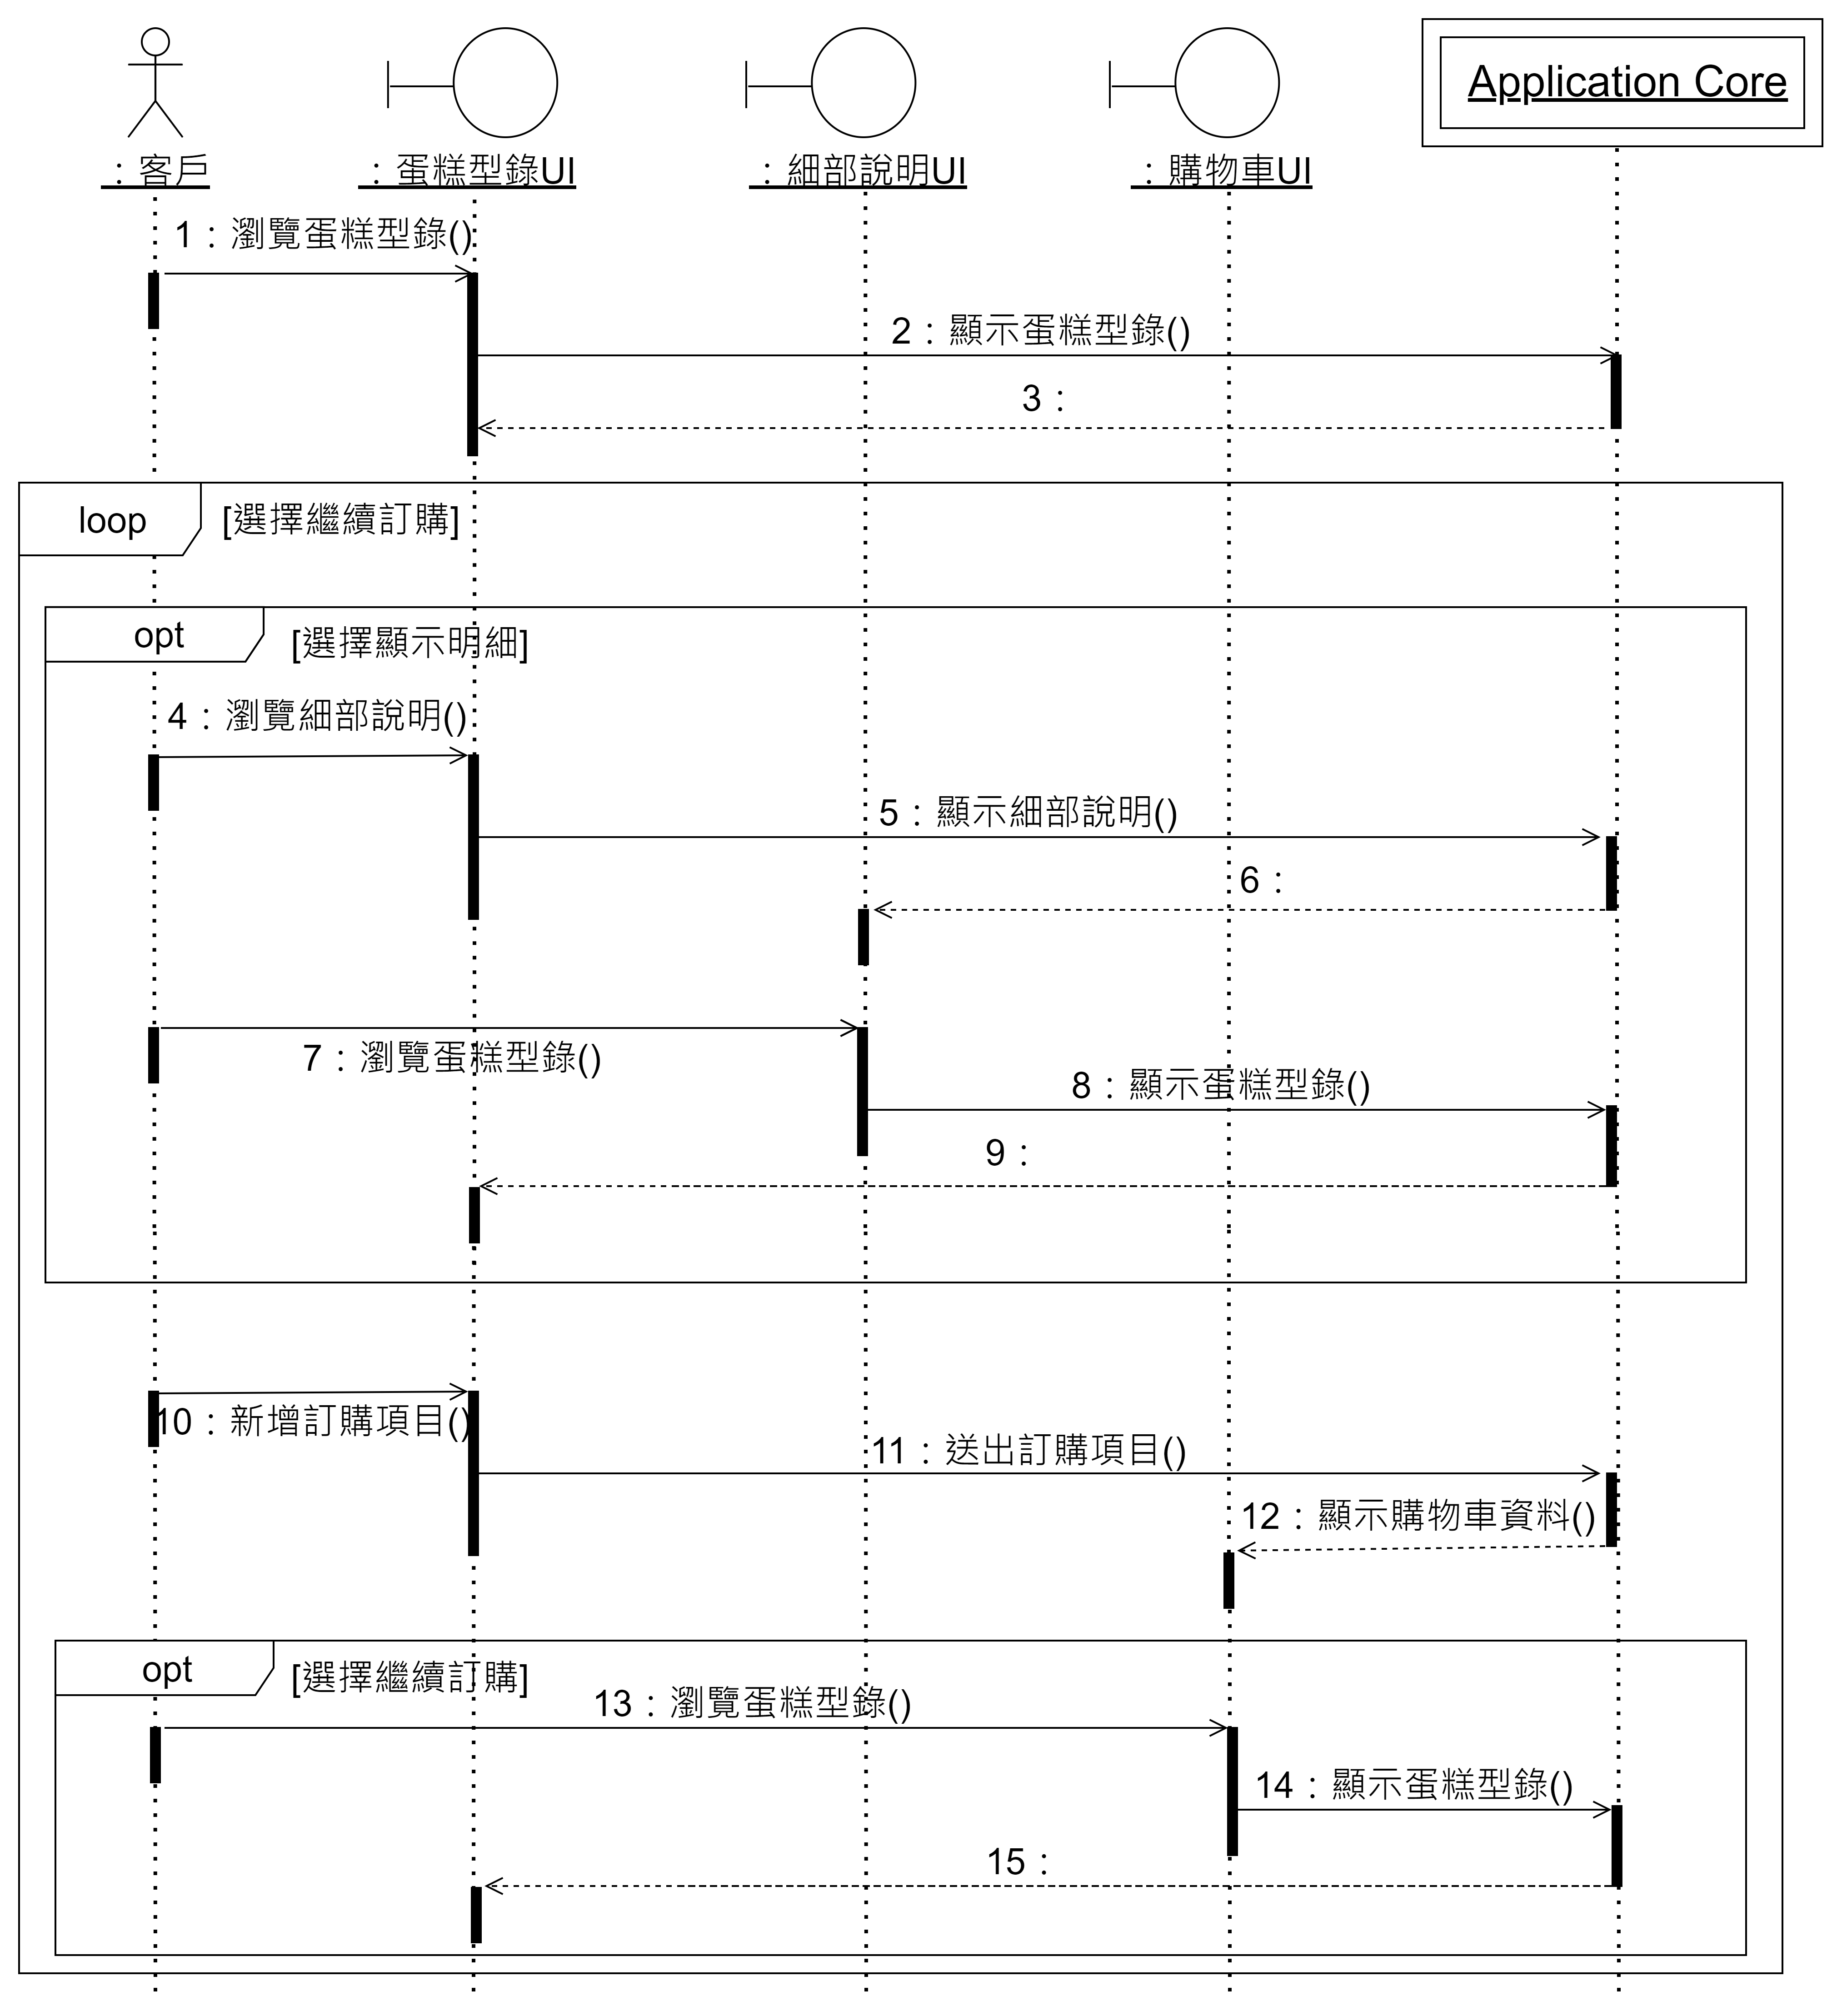 ：客戶
：蛋糕型錄UI
：細部說明UI
：購物車UI
Application Core
1：瀏覽蛋糕型錄()
2：顯示蛋糕型錄()
3：
loop
[選擇繼續訂購]
opt
[選擇顯示明細]
4：瀏覽細部說明()
5：顯示細部說明()
6：
7：瀏覽蛋糕型錄()
8：顯示蛋糕型錄()
9：
10：新增訂購項目()
11：送出訂購項目()
12：顯示購物車資料()
opt
[選擇繼續訂購]
13：瀏覽蛋糕型錄()
14：顯示蛋糕型錄()
15：